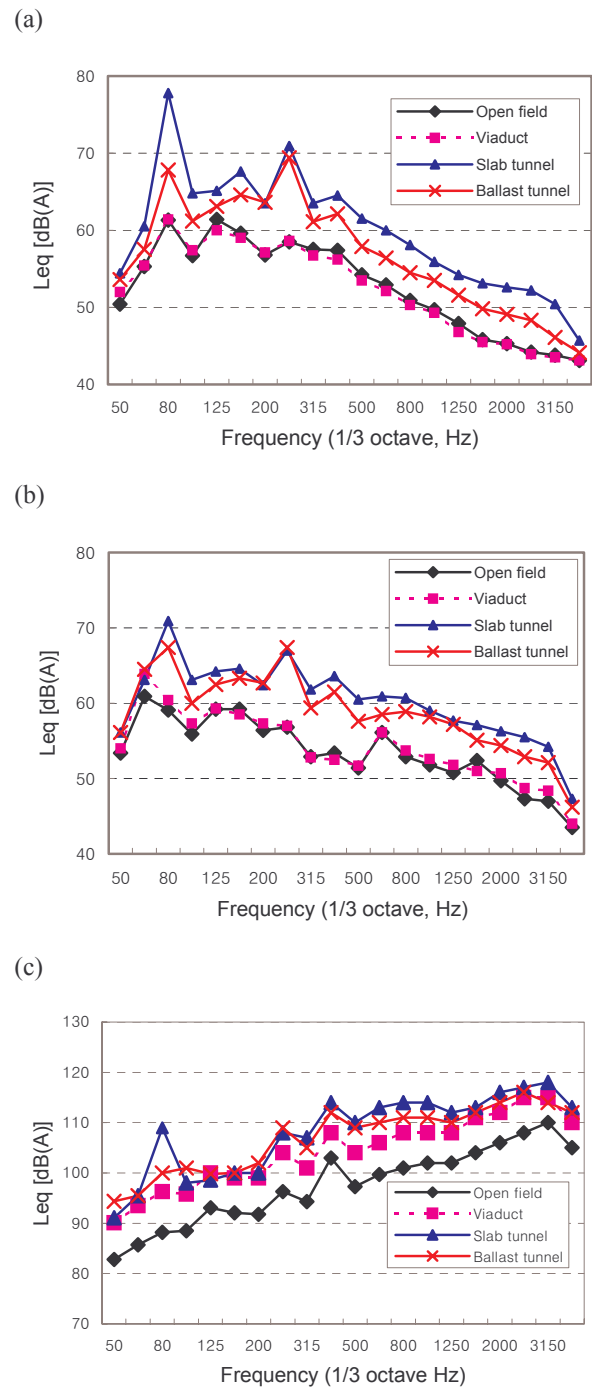 (a)
Leq [dB(A)]
80
70
60
50
40
Open field
Viaduct
Slab tunnel
Ballast tunnel
50 80 125 200 315 500 800 1250 2000 3150
Frequency (1/3 octave, Hz)
(b)
Leq [dB(A)]
80
70
60
50
40
Open field
Viaduct
Slab tunnel
Ballast tunnel
50 80 125 200 315 500 800 1250 2000 3150
Frequency (1/3 octave, Hz)
(c)
Leq [dB(A)]
130
120
110
100
90
80
70
Open field
Viaduct
Slab tunnel
Ballast tunnel
50 80 125 200 315 500 800 1250 2000 3150
Frequency (1/3 octave Hz)